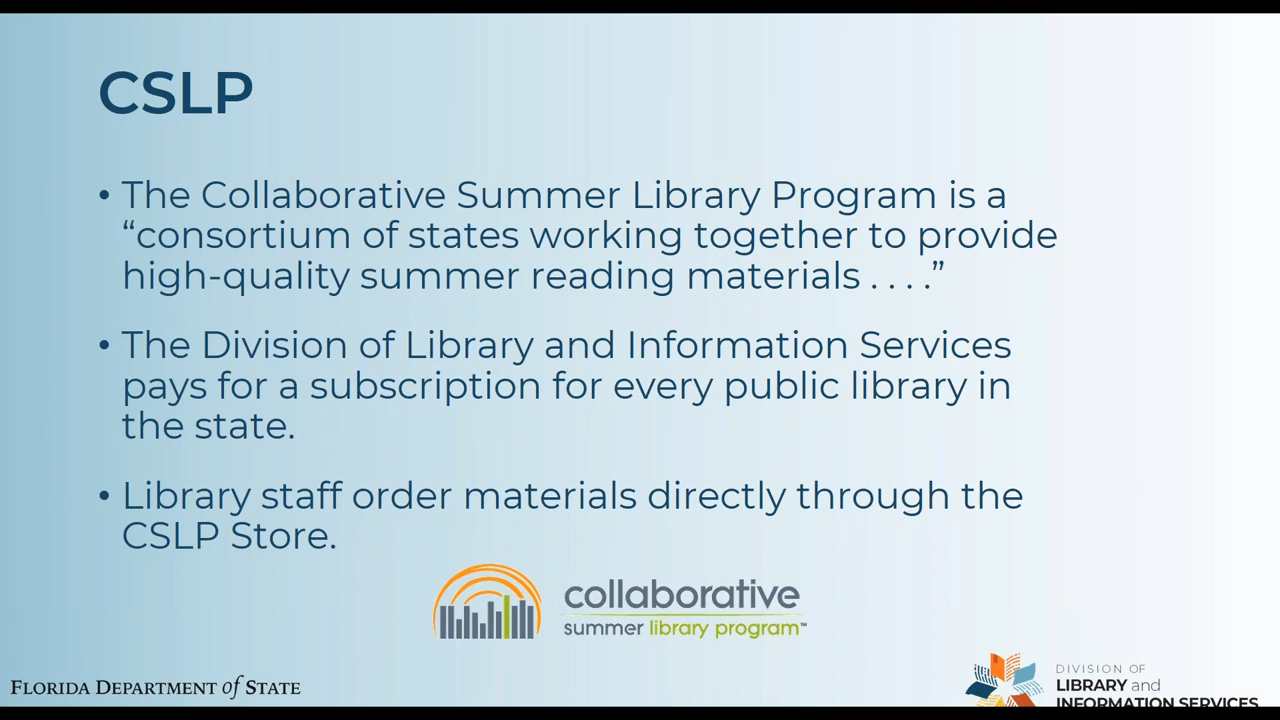 CSLP
• The Collaborative Summer Library Program is a
“consortium of states working together to provide
high-quality summer reading materials . . . .”
• The Division of Library and Information Services
pays for a subscription for every public library in
the state.
• Library staff order materials directly through the
CSLP Store.
collaborative
summer library program™
FLORIDA DEPARTMENT of STATE
DIVISION OF
LIBRARY and
INFORMATION SERVICES